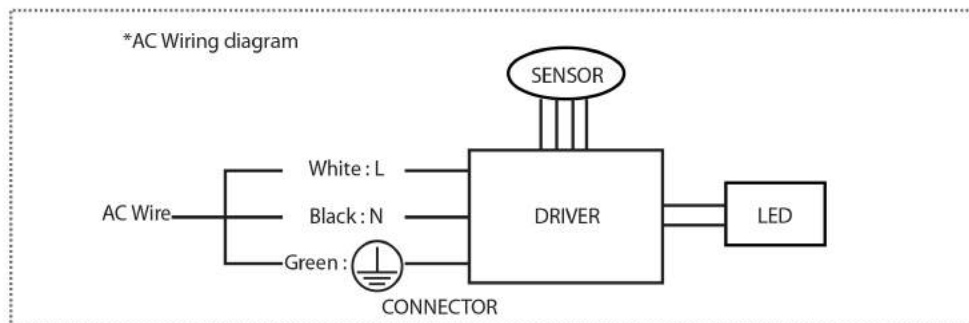 *AC Wiring diagram
SENSOR
White : L
AC Wire
Black : N
DRIVER
LED
Green :
CONNECTOR